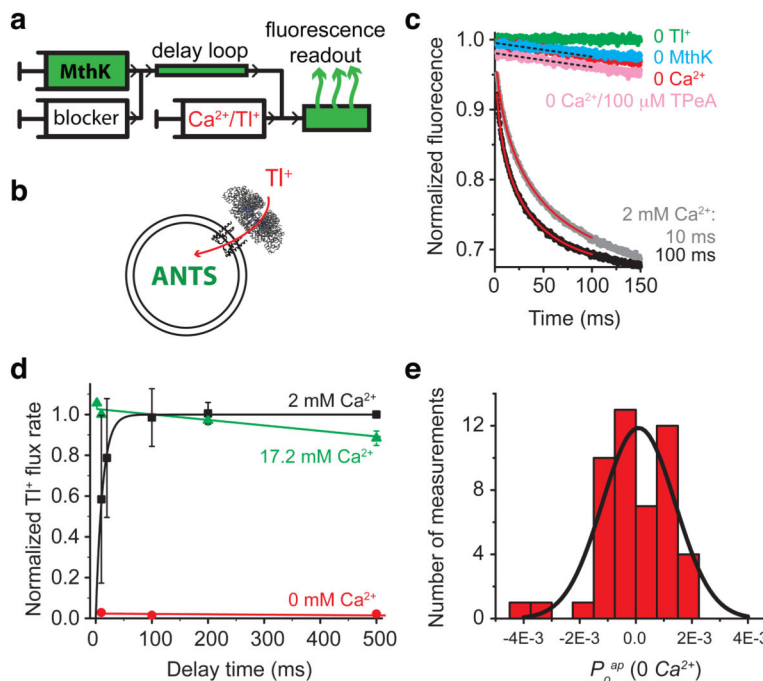 a
MthK
delay loop
fluorescence
readout
blocker
Ca²⁺/Tl⁺
b
Tl⁺
ANTS
c
Normalized fluorecence
1.0
0.9
0.8
0.7
0 Tl⁺
0 MthK
0 Ca²⁺
0 Ca²⁺/100 μM TPeA
2 mM Ca²⁺:
10 ms
100 ms
0 50 100 150
Time (ms)
d
Normalized Tl⁺ flux rate
1.0
0.8
0.6
0.4
0.2
0.0
2 mM Ca²⁺
17.2 mM Ca²⁺
0 mM Ca²⁺
0 100 200 300 400 500
Delay time (ms)
e
Number of measurements
12
8
4
0
-4E-3 -2E-3 0.0 2E-3 4E-3
Pₒᵃᵖ (0 Ca²⁺)